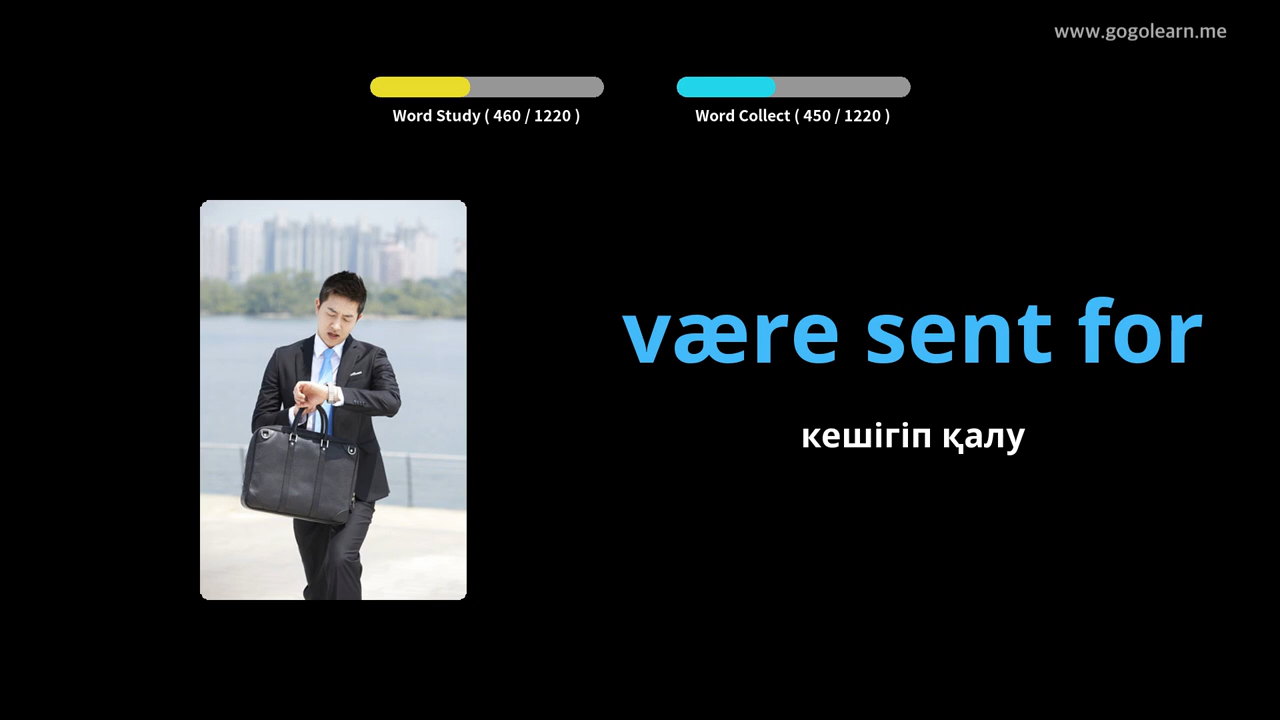 www.gogolearn.me
Word Study ( 460 / 1220 )
Word Collect ( 450 / 1220 )
være sent for
кешігіп қалу